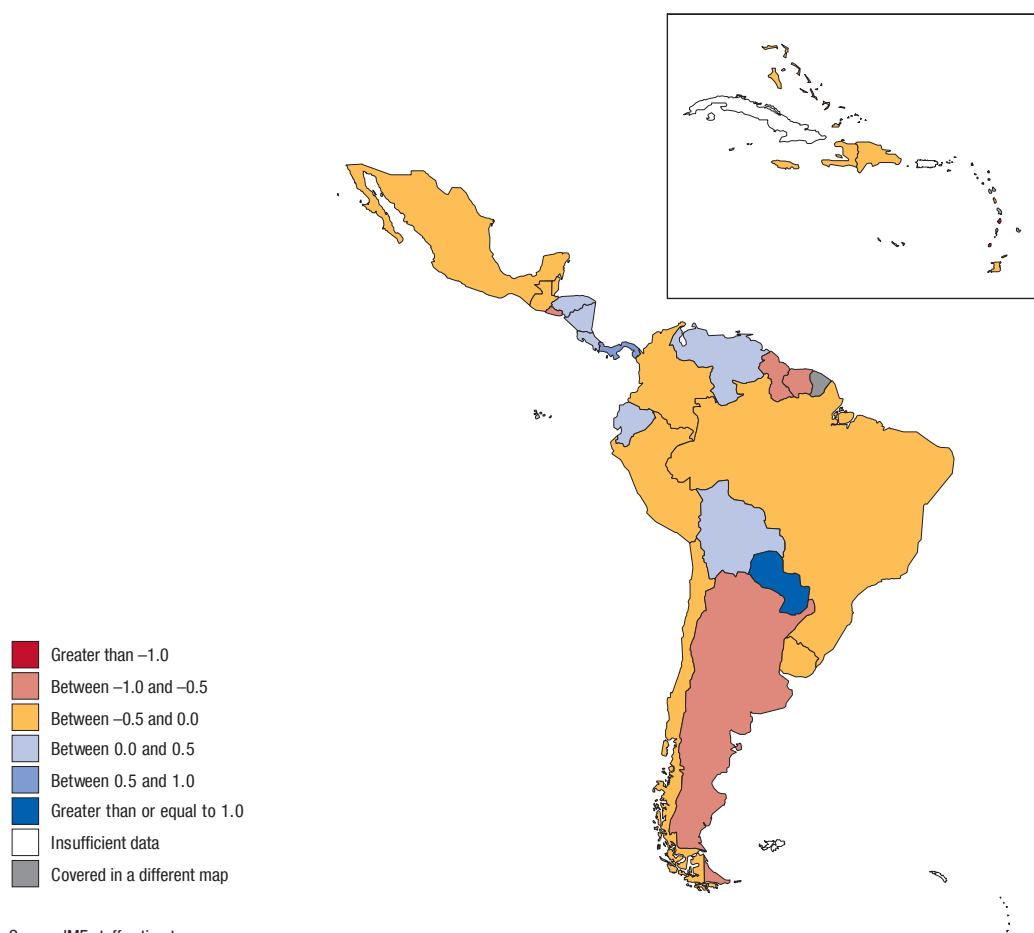 Greater than –1.0
Between –1.0 and –0.5
Between –0.5 and 0.0
Between 0.0 and 0.5
Between 0.5 and 1.0
Greater than or equal to 1.0
Insufficient data
Covered in a different map